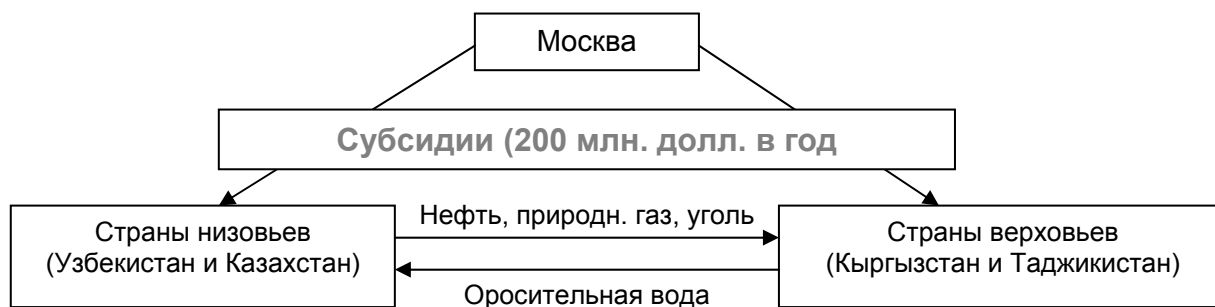 Москва
Субсидии (200 млн. долл. в год
Нефть, природн. газ, уголь
Страны низовьев
(Узбекистан и Казахстан)
Страны верховьев
(Кыргызстан и Таджикистан)
Оросительная вода